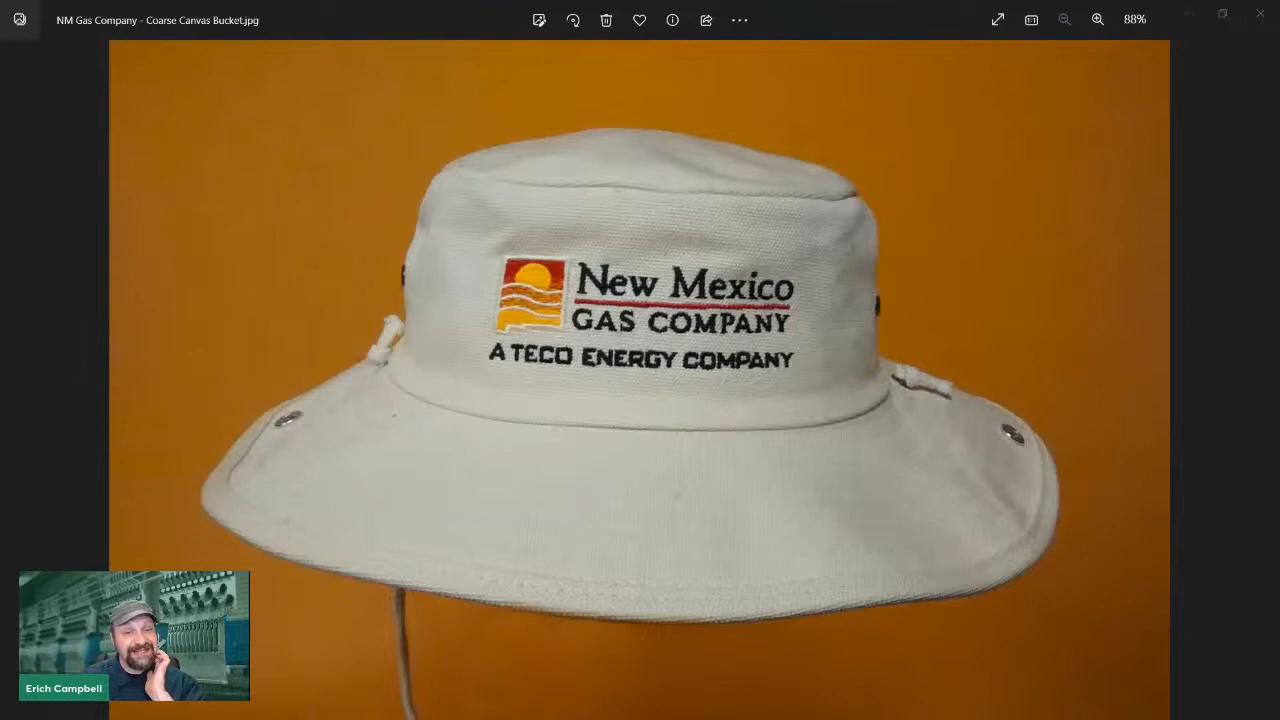 NM Gas Company - Coarse Canvas Bucket.jpg
88%
New Mexico
GAS COMPANY
A TECO ENERGY COMPANY
Erich Campbell